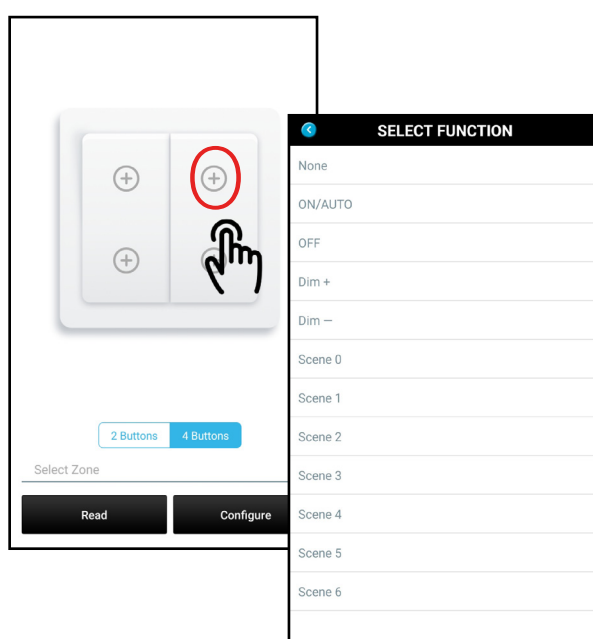 2 Buttons 4 Buttons
Select Zone
Read Configure
SELECT FUNCTION
None
ON/AUTO
OFF
Dim +
Dim —
Scene 0
Scene 1
Scene 2
Scene 3
Scene 4
Scene 5
Scene 6